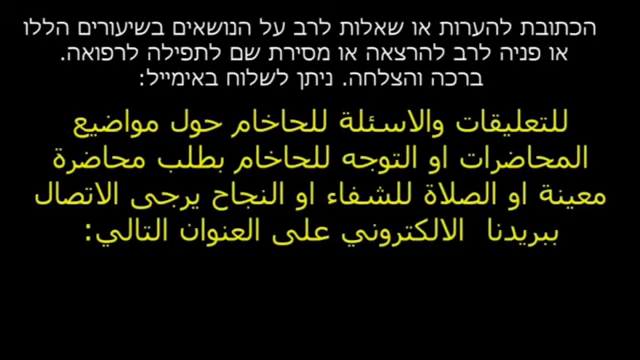 הכתובת להערות או שאלות לרב על הנושאים בשיעורים הללו
או פניה לרב להרצאה או מסירת שם לתפילה לרפואה.
ברכה והצלחה. ניתן לשלוח באימייל:
للتعليقات والاسئلة للحاخام حول مواضيع
المحاضرات او التوجه للحاخام بطلب محاضرة
معينة او الصلاة للشفاء او النجاح يرجى الاتصال
ببريدنا الالكتروني على العنوان التالي: